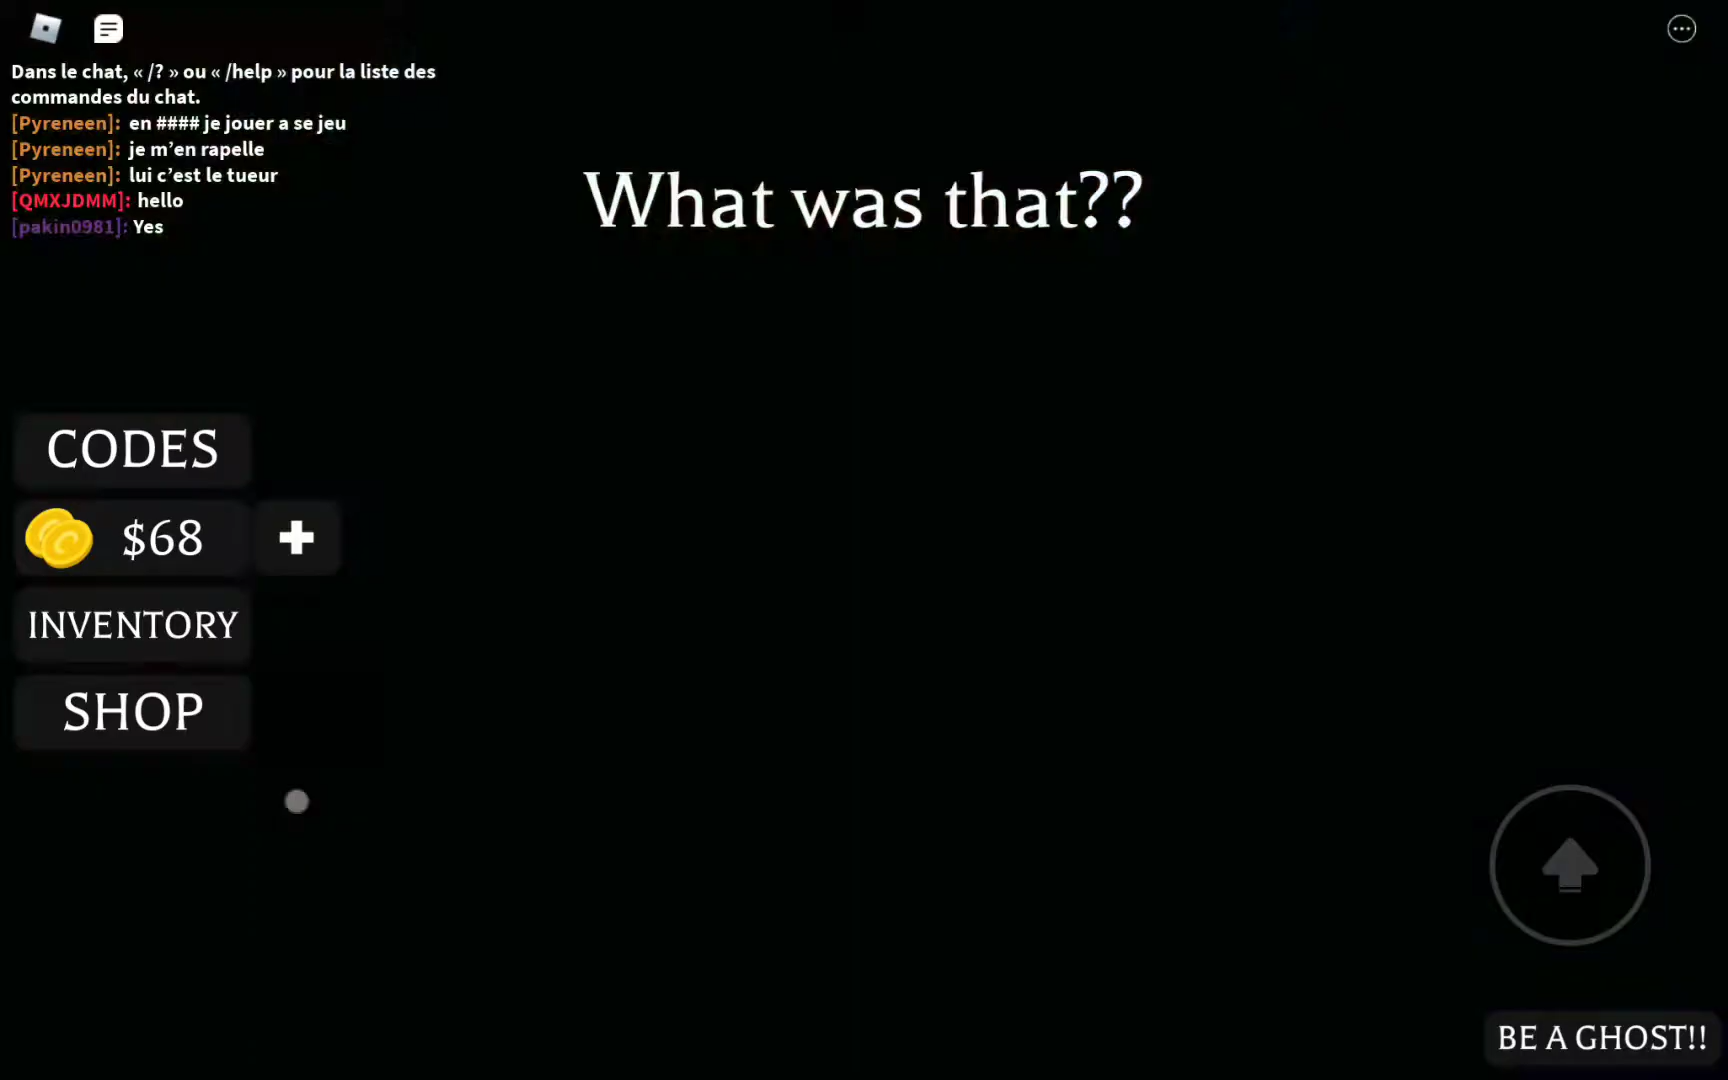 Dans le chat, « /? » ou « /help » pour la liste des
commandes du chat.
[Pyreneen]: en #### je jouer a se jeu
[Pyreneen]: je m’en rapelle
[Pyreneen]: lui c’est le tueur
[QMXJDMM]: hello
[pakin0981]: Yes
What was that??
CODES
$68
INVENTORY
SHOP
BE A GHOST!!